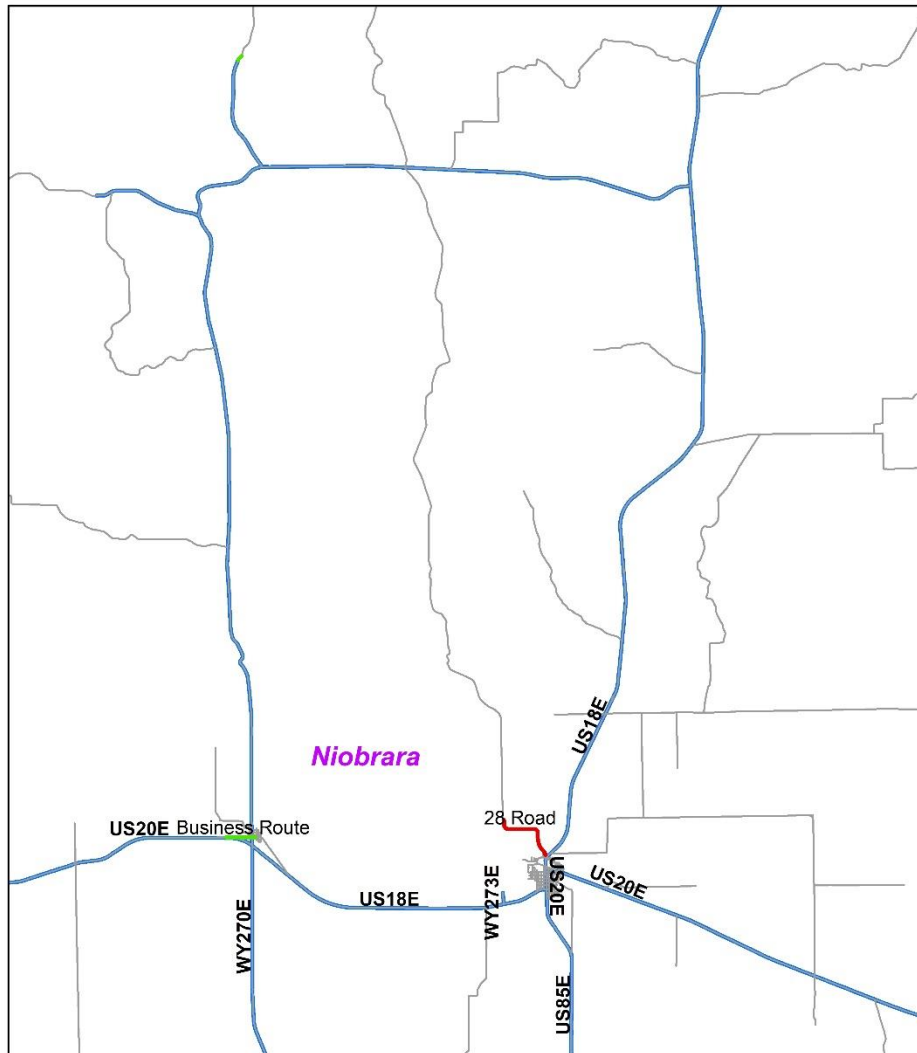 US18E
Niobrara
28 Road
US20E Business Route
US20E
US20E
US18E
WY273E
WY270E
US85E